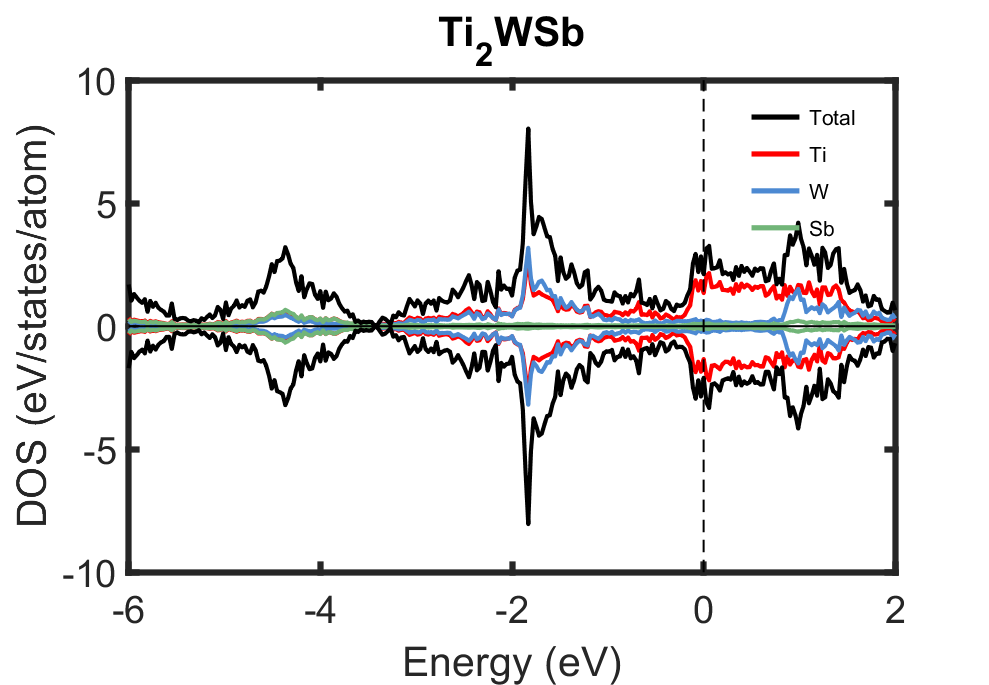 Ti₂WSb
DOS (eV/states/atom)
10
5
0
-5
-10
Total
Ti
W
Sb
-6 -4 -2 0 2
Energy (eV)